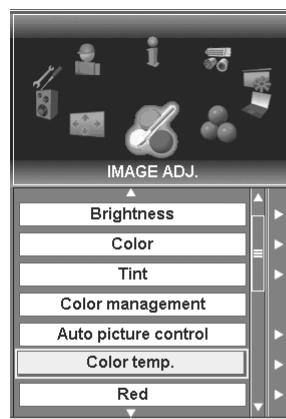 IMAGE ADJ.
Brightness
Color
Tint
Color management
Auto picture control
Color temp.
Red